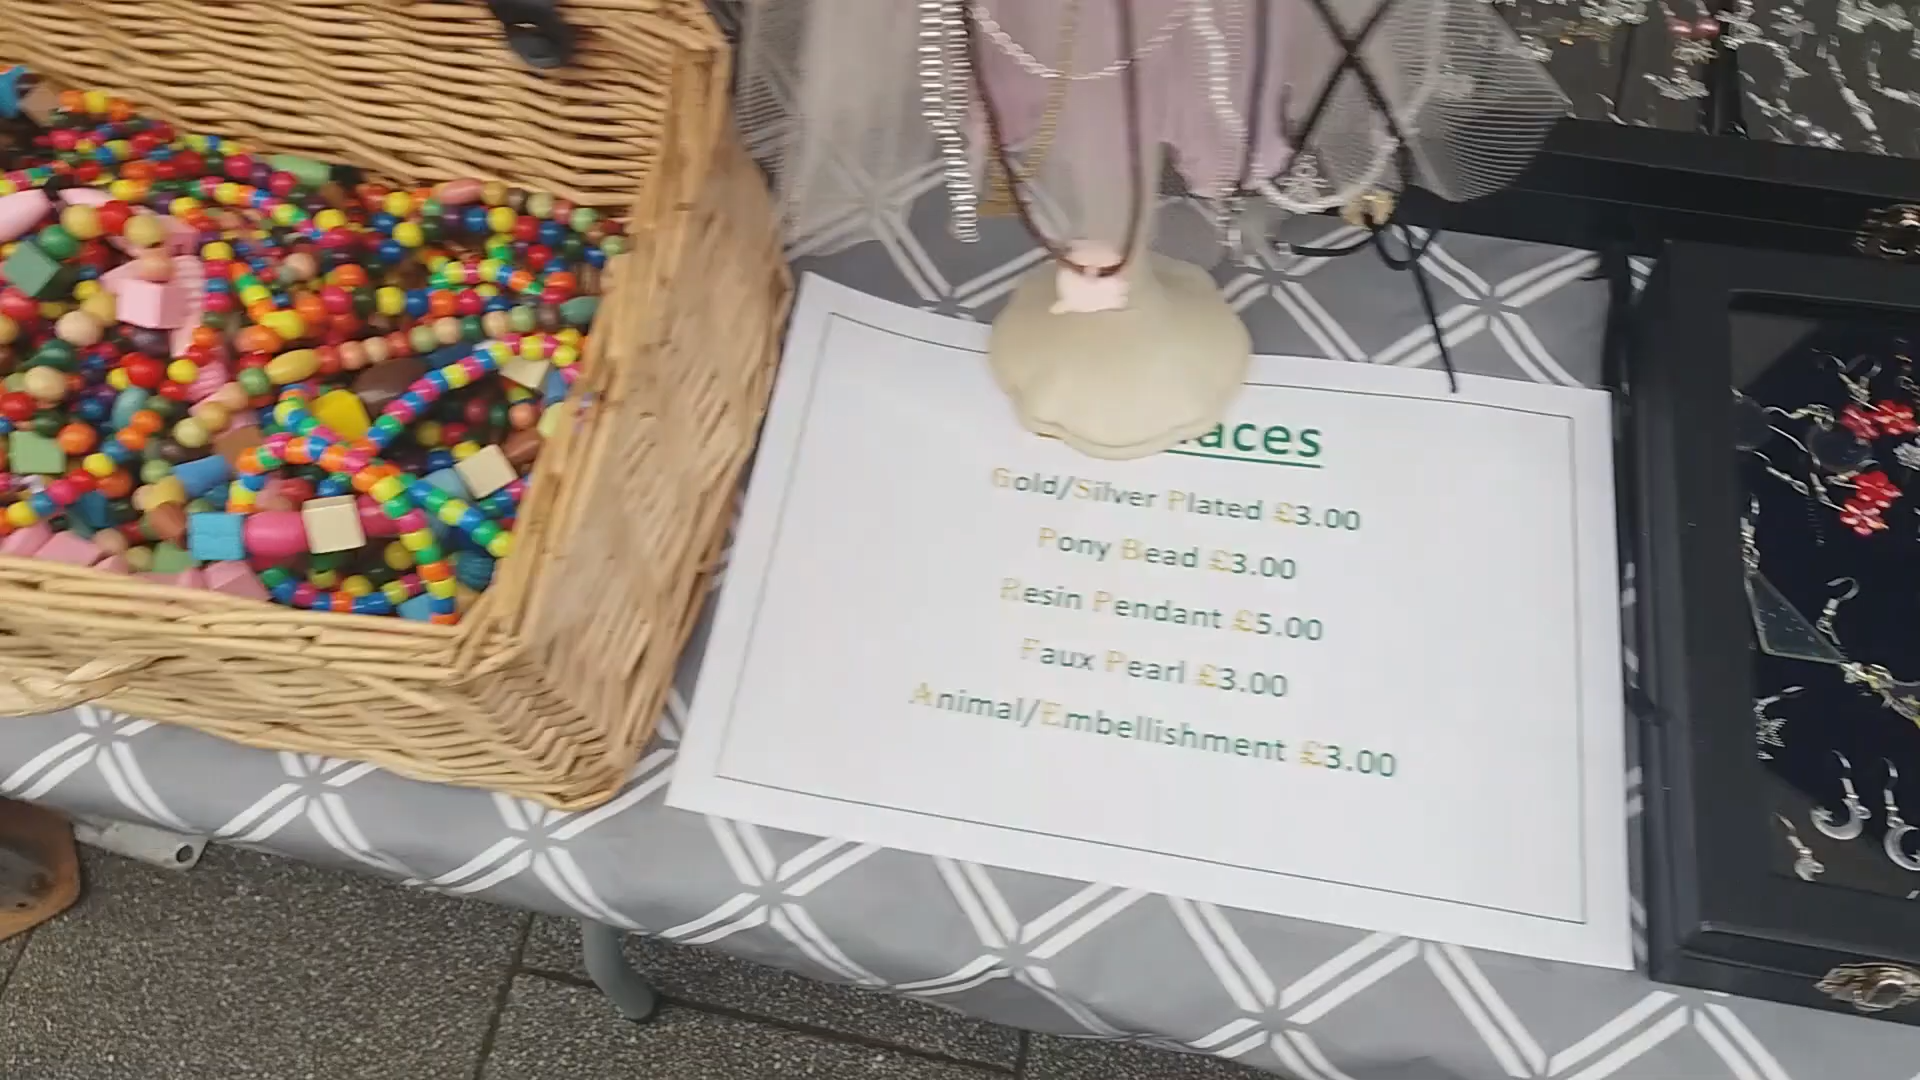 Gold/Silver Plated £3.00
Pony Bead £3.00
Resin Pendant £5.00
Faux Pearl £3.00
Animal/Embellishment £3.00